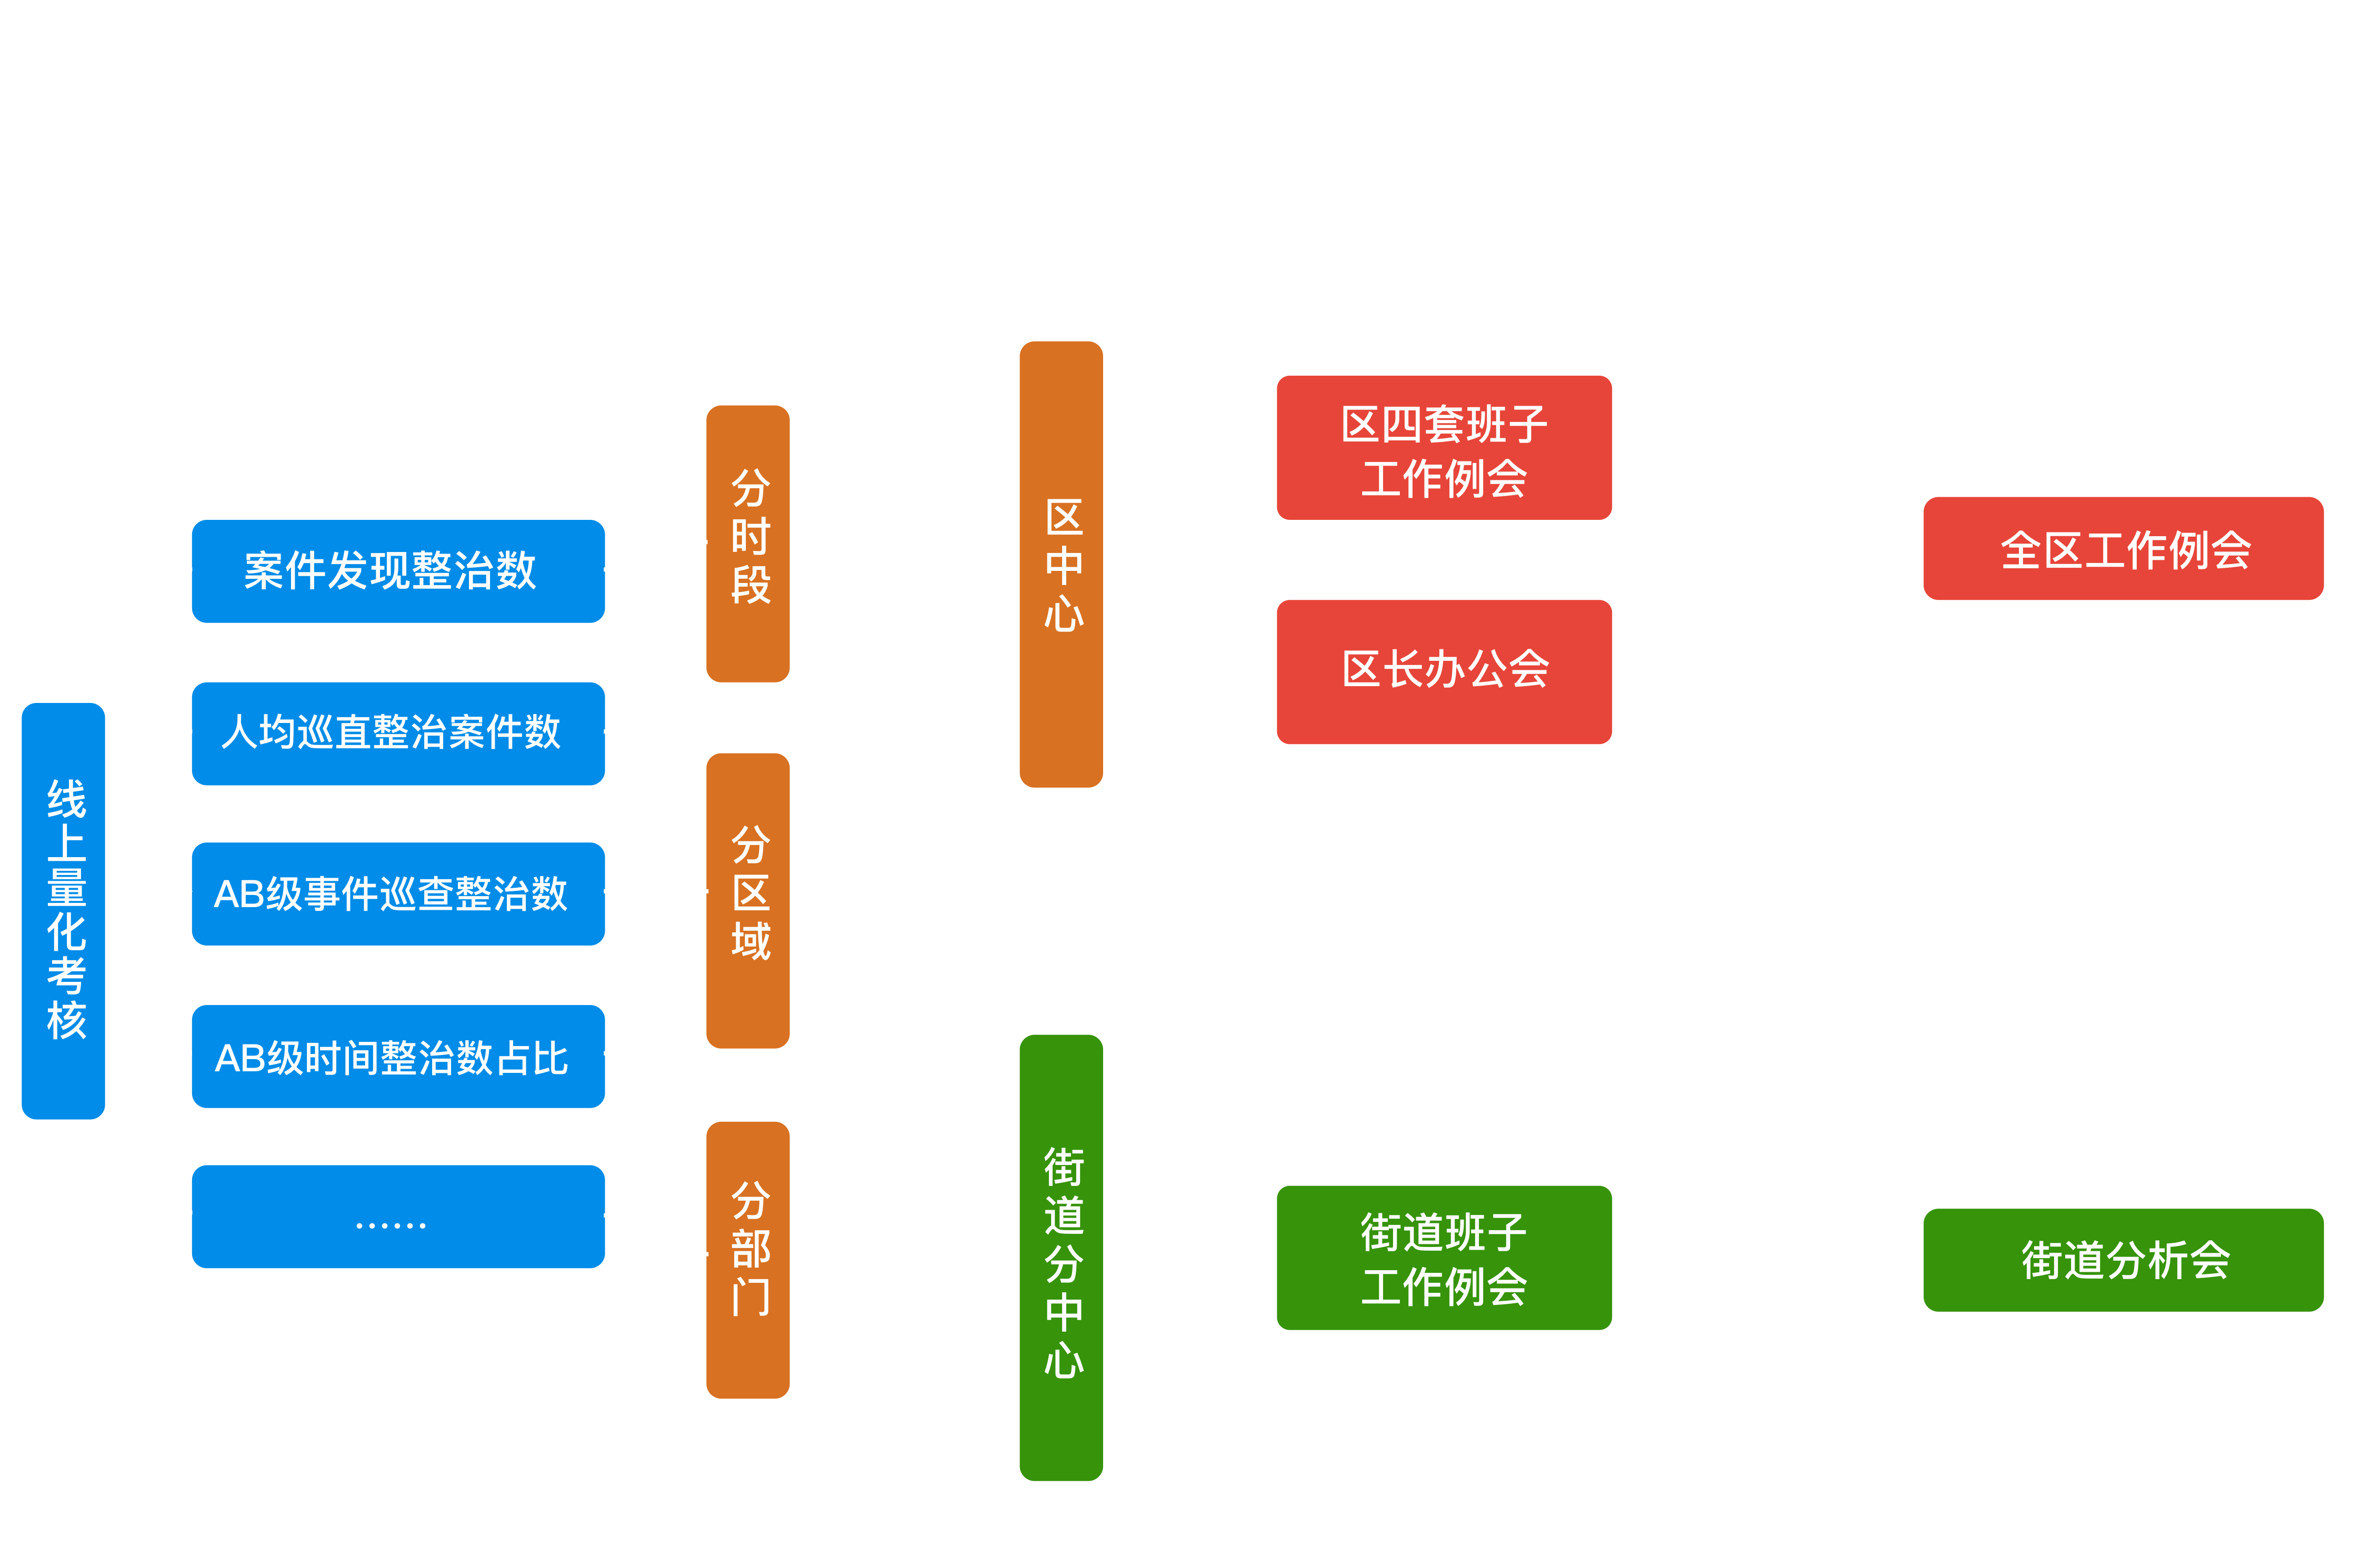 线上量化考核
案件发现整治数
人均巡直整治案件数
AB级事件巡查整治数
AB级时间整治数占比
……
分时段
分区域
分部门
区中心
街道分中心
区四套班子
工作例会
区长办公会
街道班子
工作例会
全区工作例会
街道分析会